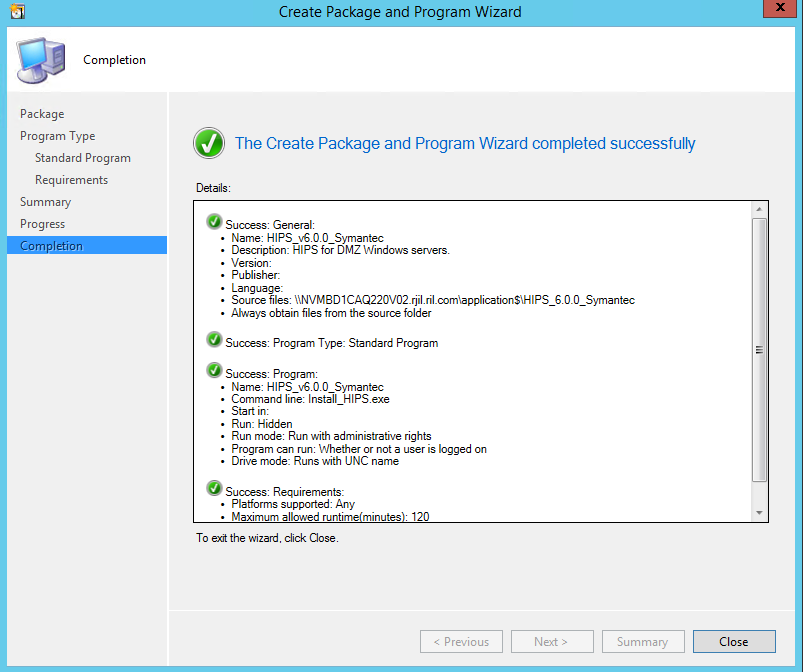 Create Package and Program Wizard
X
Completion
Package
Program Type
Standard Program
Requirements
Summary
Progress
Completion
The Create Package and Program Wizard completed successfully
Details:
Success: General:
• Name: HIPS_v6.0.0_Symantec
• Description: HIPS for DMZ Windows servers.
• Version:
• Publisher:
• Language:
• Source files: \\NVMBD1CAQ220V02.rjil.ril.com\application$\HIPS_6.0.0_Symantec
• Always obtain files from the source folder
Success: Program Type: Standard Program
Success: Program:
• Name: HIPS_v6.0.0_Symantec
• Command line: Install_HIPS.exe
• Start in:
• Run: Hidden
• Run mode: Run with administrative rights
• Program can run: Whether or not a user is logged on
• Drive mode: Runs with UNC name
Success: Requirements:
• Platforms supported: Any
• Maximum allowed runtime(minutes): 120
To exit the wizard, click Close.
< Previous
Next >
Summary
Close